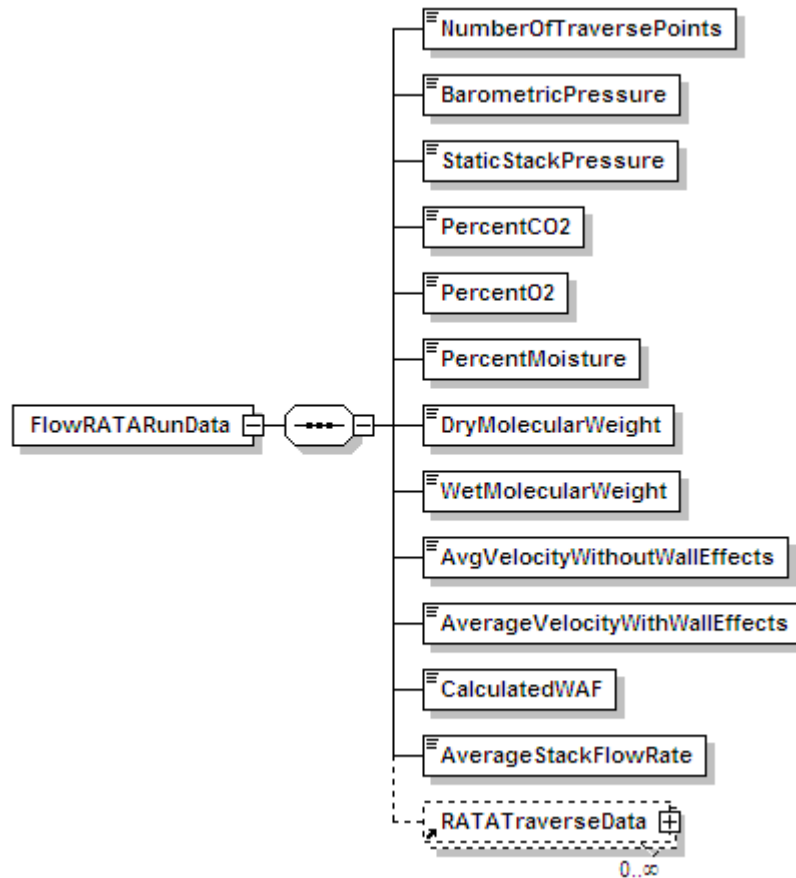 NumberOfTraversePoints
BarometricPressure
StaticStackPressure
PercentCO2
PercentO2
PercentMoisture
FlowRATARunData
DryMolecularWeight
WetMolecularWeight
AvgVelocityWithoutWallEffects
AverageVelocityWithWallEffects
CalculatedWAF
AverageStackFlowRate
RATATraverseData
0..∞